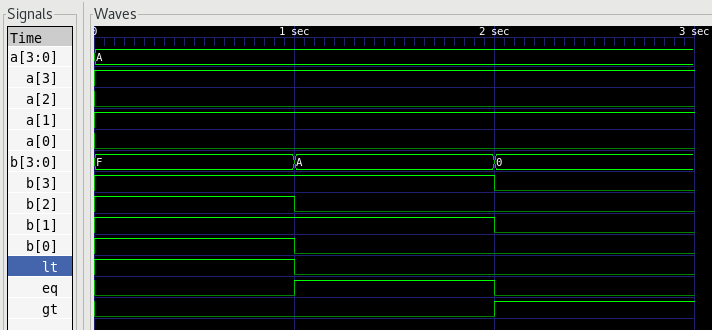 Signals
Waves
Time
0 1 sec 2 sec 3 sec
a[3:0] A
a[3]
a[2]
a[1]
a[0]
b[3:0] F A 0
b[3]
b[2]
b[1]
b[0]
lt
eq
gt